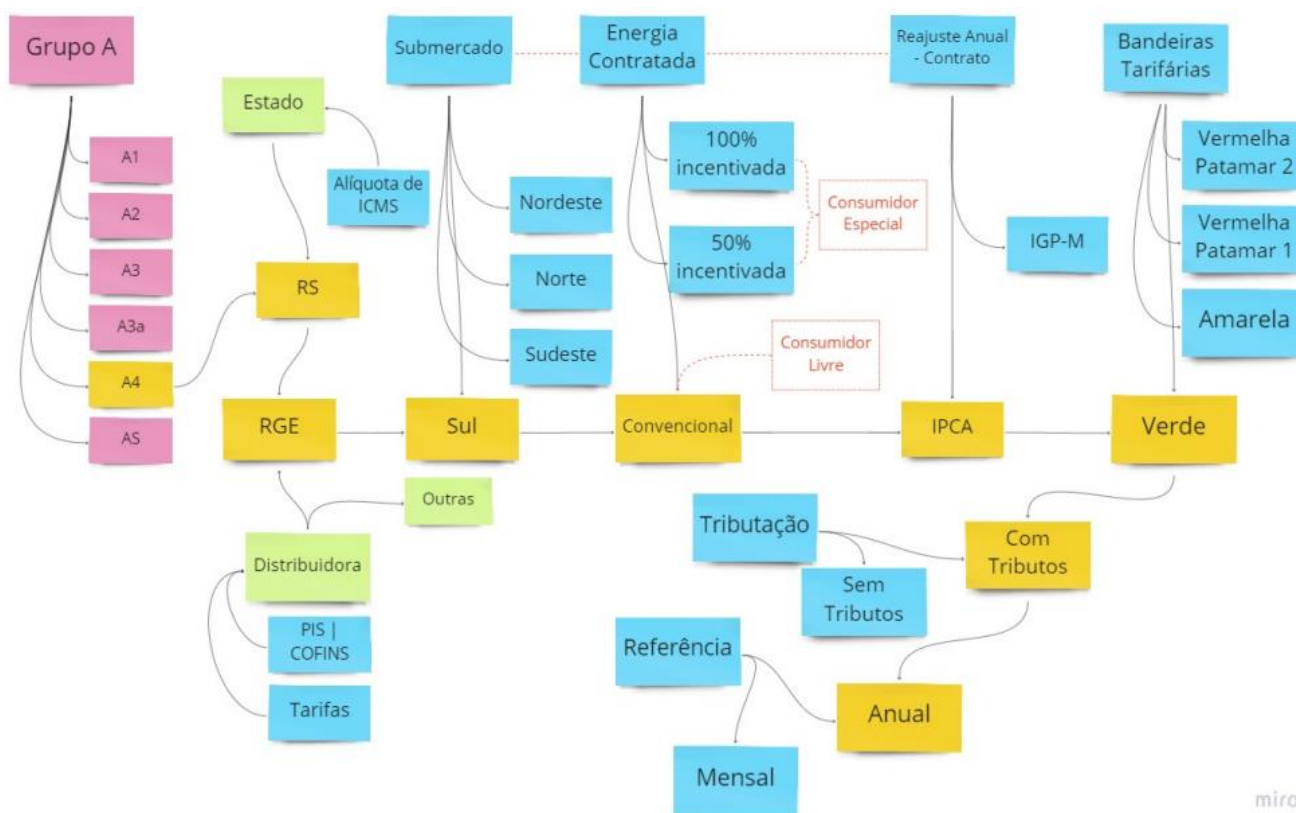 Grupo A
Submercado
Energia
Contratada
Reajuste Anual
- Contrato
Bandeiras
Tarifárias
Estado
A1
A2
A3
A3a
A4
AS
Alíquota de
ICMS
RS
Nordeste
Norte
Sudeste
100%
incentivada
50%
incentivada
Consumidor
Especial
Consumidor
Livre
IGP-M
Vermelha
Patamar 2
Vermelha
Patamar 1
Amarela
RGE
Sul
Convencional
IPCA
Verde
Outras
Distribuidora
PIS |
COFINS
Tarifas
Tributação
Com
Tributos
Sem
Tributos
Referência
Anual
Mensal
miro